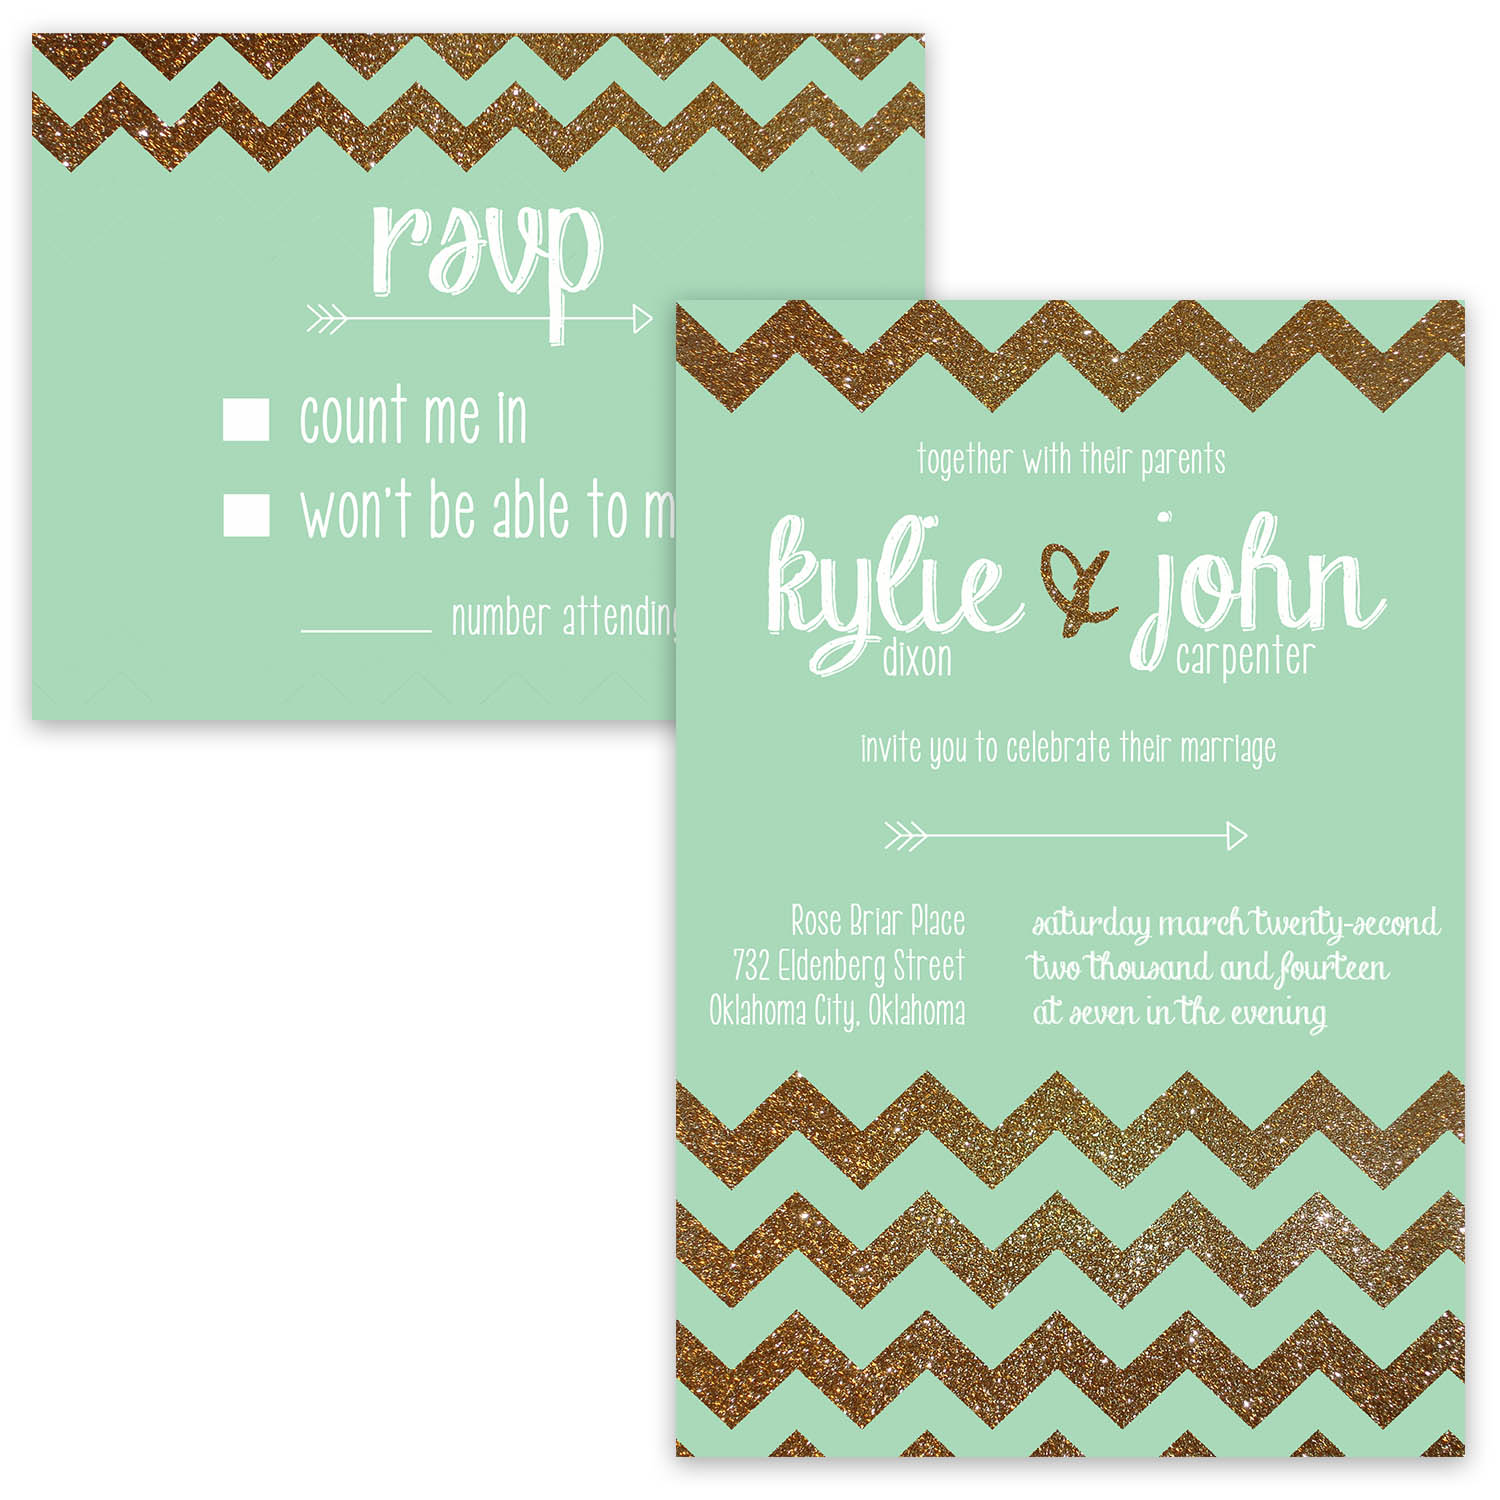 rsvp
count me in
won't be able to m
number attending
together with their parents
kylie & john
dixon carpenter
invite you to celebrate their marriage
Rose Briar Place
732 Eldenberg Street
Oklahoma City, Oklahoma
saturday march twenty-second
two thousand and fourteen
at seven in the evening